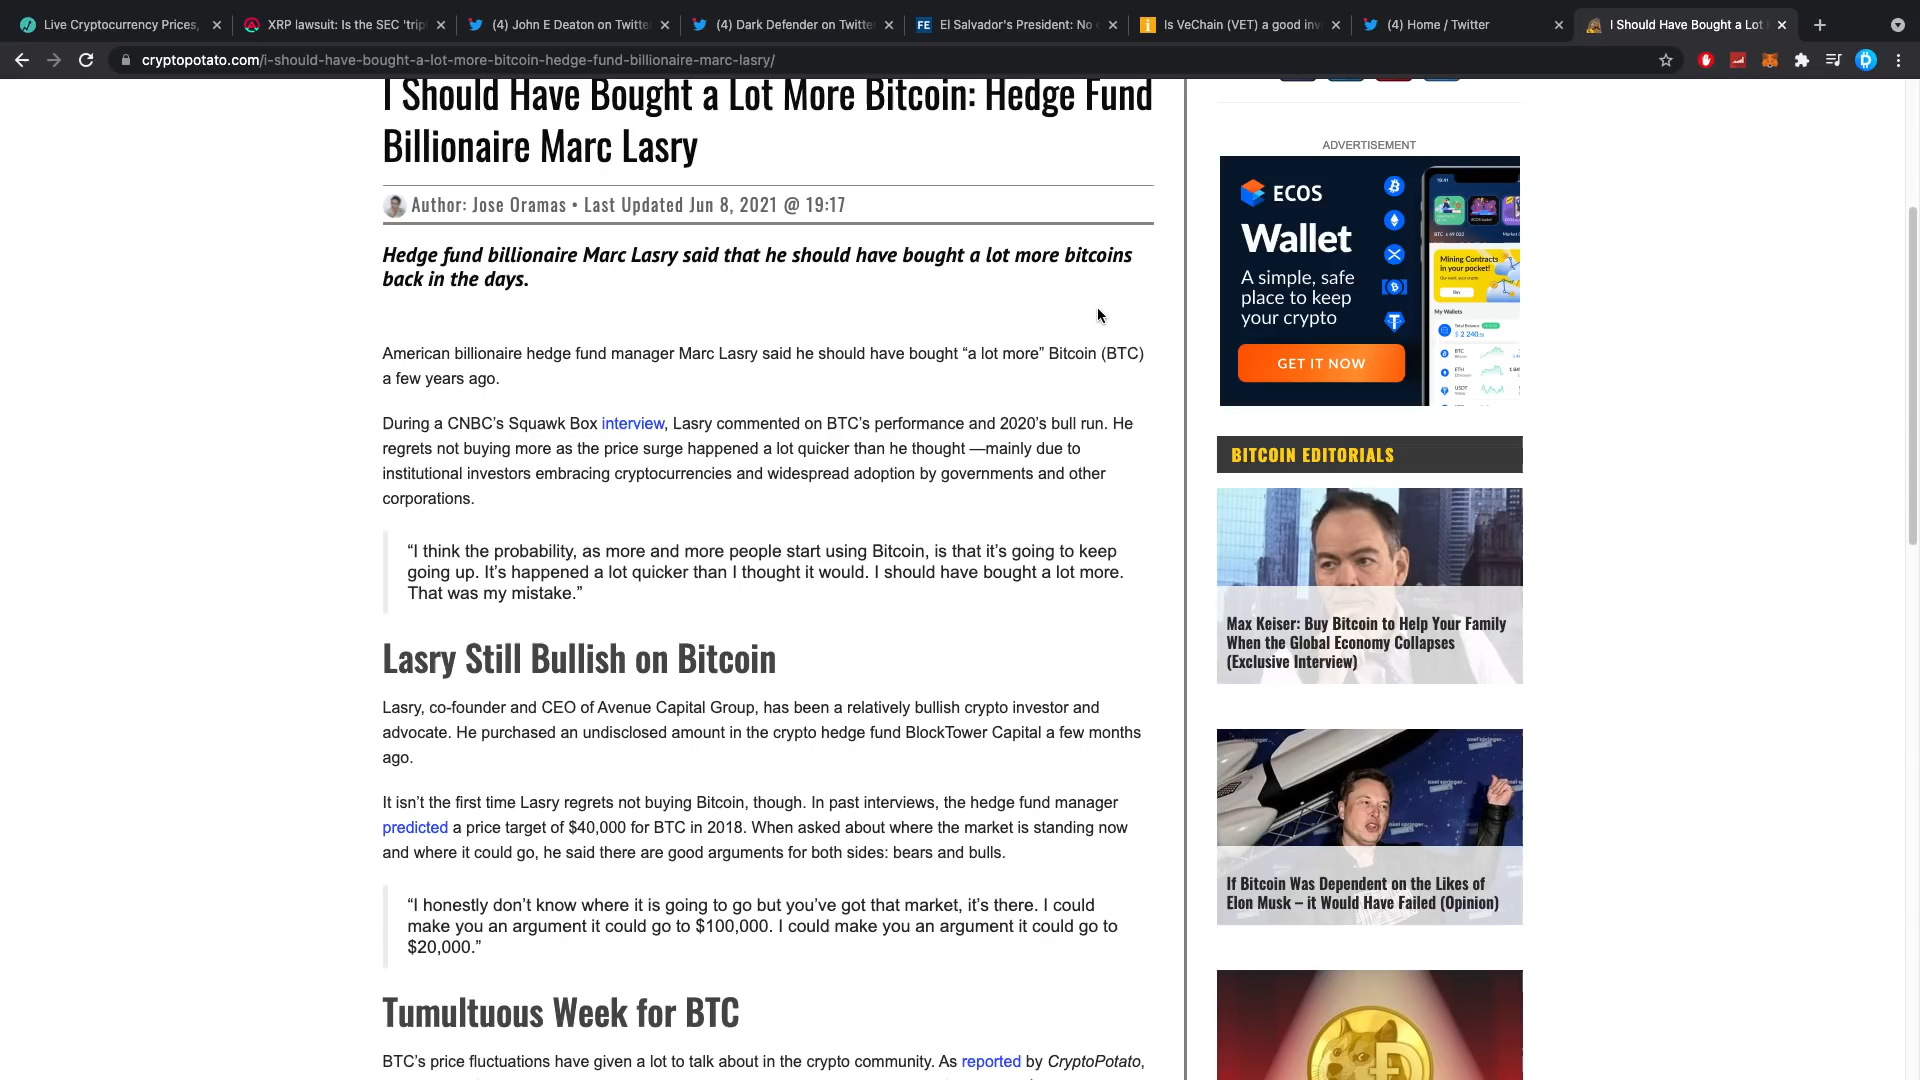 Live Cryptocurrency Prices,
XRP lawsuit: Is the SEC 'trip
(4) John E Deaton on Twitte
(4) Dark Defender on Twitte
El Salvador's President: No
Is VeChain (VET) a good inv
(4) Home / Twitter
I Should Have Bought a Lot
cryptopotato.com/i-should-have-bought-a-lot-more-bitcoin-hedge-fund-billionaire-marc-lasry/
I Should Have Bought a Lot More Bitcoin: Hedge Fund
Billionaire Marc Lasry
Author: Jose Oramas • Last Updated Jun 8, 2021 @ 19:17
Hedge fund billionaire Marc Lasry said that he should have bought a lot more bitcoins
back in the days.
American billionaire hedge fund manager Marc Lasry said he should have bought “a lot more” Bitcoin (BTC)
a few years ago.
During a CNBC’s Squawk Box interview, Lasry commented on BTC’s performance and 2020’s bull run. He
regrets not buying more as the price surge happened a lot quicker than he thought —mainly due to
institutional investors embracing cryptocurrencies and widespread adoption by governments and other
corporations.
“I think the probability, as more and more people start using Bitcoin, is that it’s going to keep
going up. It’s happened a lot quicker than I thought it would. I should have bought a lot more.
That was my mistake.”
Lasry Still Bullish on Bitcoin
Lasry, co-founder and CEO of Avenue Capital Group, has been a relatively bullish crypto investor and
advocate. He purchased an undisclosed amount in the crypto hedge fund BlockTower Capital a few months
ago.
It isn’t the first time Lasry regrets not buying Bitcoin, though. In past interviews, the hedge fund manager
predicted a price target of $40,000 for BTC in 2018. When asked about where the market is standing now
and where it could go, he said there are good arguments for both sides: bears and bulls.
“I honestly don’t know where it is going to go but you’ve got that market, it’s there. I could
make you an argument it could go to $100,000. I could make you an argument it could go to
$20,000.”
Tumultuous Week for BTC
BTC’s price fluctuations have given a lot to talk about in the crypto community. As reported by CryptoPotato,
ADVERTISEMENT
ECOS
Wallet
A simple, safe
place to keep
your crypto
GET IT NOW
Mining Contracts
in your pocket!
Buy
My Wallets
$ 2 240
BTC
ETH
USDT
BITCOIN EDITORIALS
Max Keiser: Buy Bitcoin to Help Your Family
When the Global Economy Collapses
(Exclusive Interview)
axel springer
If Bitcoin Was Dependent on the Likes of
Elon Musk – it Would Have Failed (Opinion)